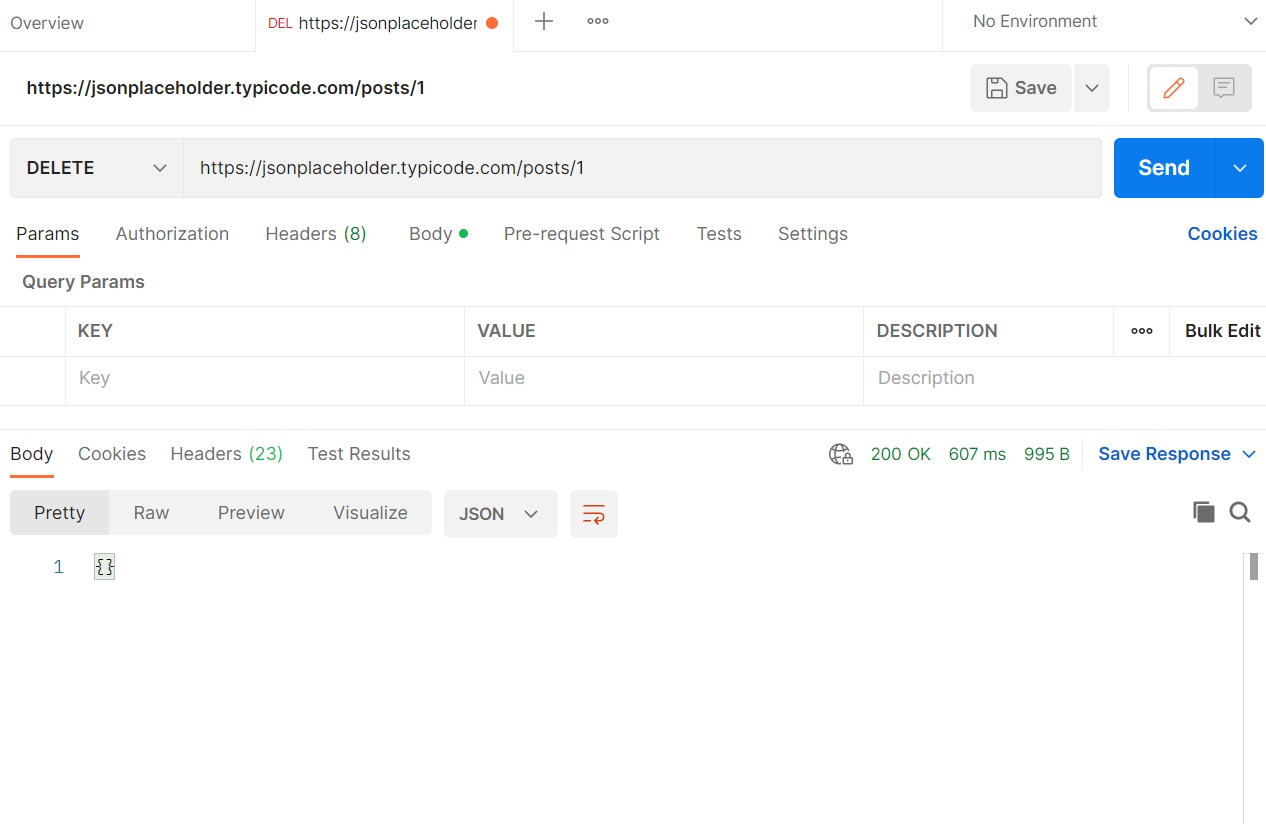 Overview
DEL https://jsonplaceholder
No Environment
https://jsonplaceholder.typicode.com/posts/1
Save
DELETE
https://jsonplaceholder.typicode.com/posts/1
Send
Params Authorization Headers (8) Body Pre-request Script Tests Settings Cookies
Query Params
KEY VALUE DESCRIPTION Bulk Edit
Key Value Description
Body Cookies Headers (23) Test Results 200 OK 607 ms 995 B Save Response
Pretty Raw Preview Visualize JSON
1 {}